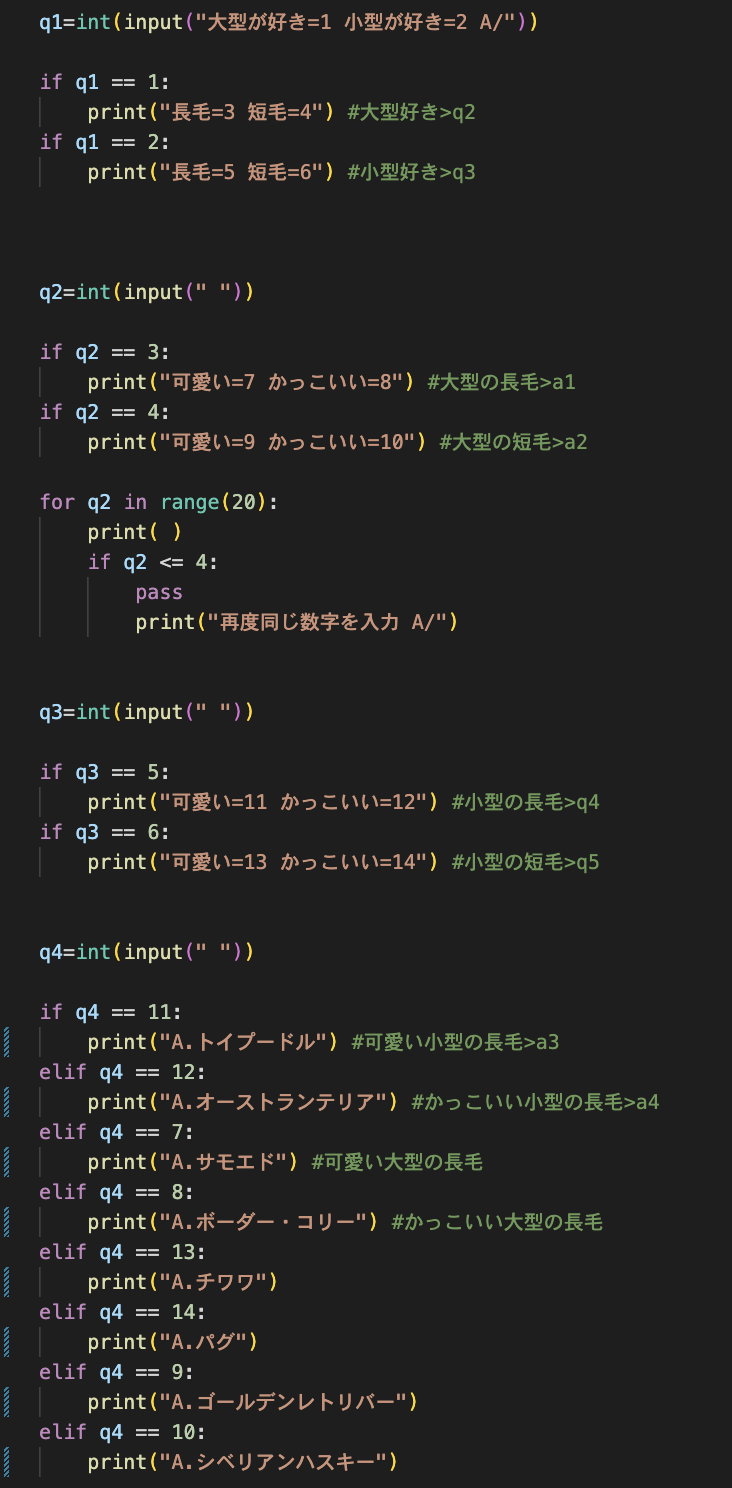 q1=int(input("大型が好き=1 小型が好き=2 A/"))
if q1 == 1:
print("長毛=3 短毛=4") #大型好き>q2
if q1 == 2:
print("長毛=5 短毛=6") #小型好き>q3
q2=int(input(" "))
if q2 == 3:
print("可愛い=7 かっこいい=8") #大型の長毛>a1
if q2 == 4:
print("可愛い=9 かっこいい=10") #大型の短毛>a2
for q2 in range(20):
print( )
if q2 <= 4:
pass
print("再度同じ数字を入力 A/")
q3=int(input(" "))
if q3 == 5:
print("可愛い=11 かっこいい=12") #小型の長毛>q4
if q3 == 6:
print("可愛い=13 かっこいい=14") #小型の短毛>q5
q4=int(input(" "))
if q4 == 11:
print("A.トイプードル") #可愛い小型の長毛>a3
elif q4 == 12:
print("A.オーストランテリア") #かっこいい小型の長毛>a4
elif q4 == 7:
print("A.サモエド") #可愛い大型の長毛
elif q4 == 8:
print("A.ボーダー・コリー") #かっこいい大型の長毛
elif q4 == 13:
print("A.チワワ")
elif q4 == 14:
print("A.パグ")
elif q4 == 9:
print("A.ゴールデンレトリバー")
elif q4 == 10:
print("A.シベリアンハスキー")